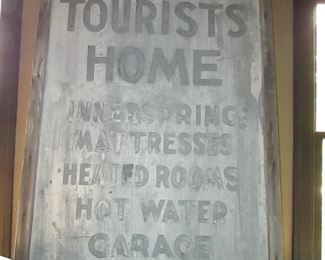 TOURISTS
HOME
INNERSPRING
MATTRESSES
HEATED ROOMS
HOT WATER
GARAGE